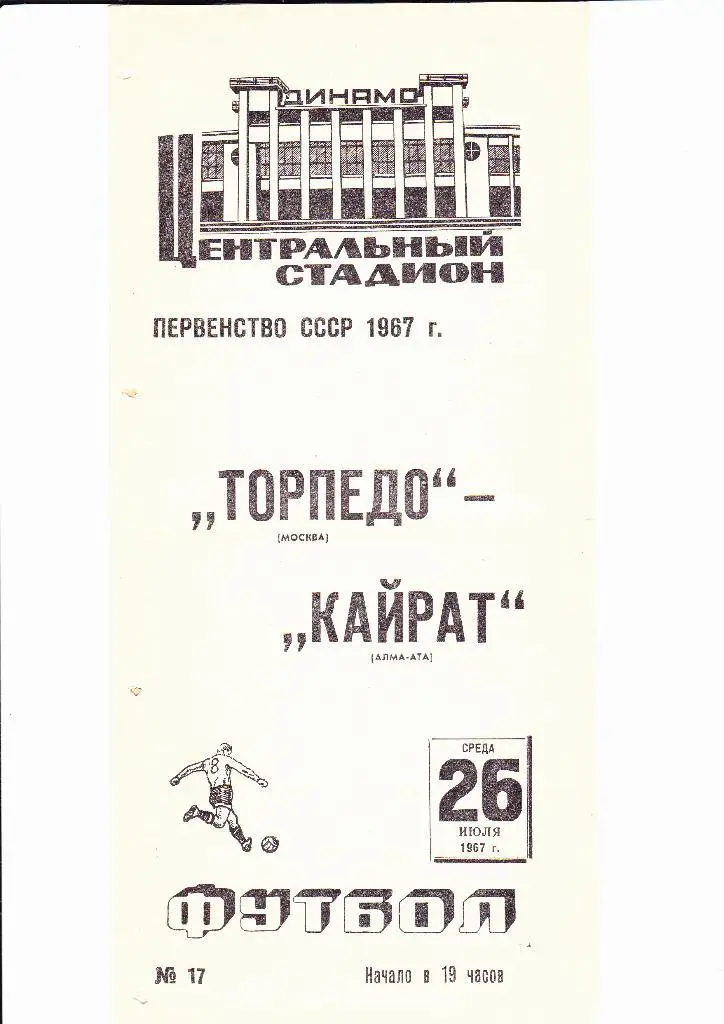 ДИНАМО
ЦЕНТРАЛЬНЫЙ
СТАДИОН
ПЕРВЕНСТВО СССР 1967 г.
„ТОРПЕДО“ –
(МОСКВА)
„КАЙРАТ“
(АЛМА-АТА)
8
СРЕДА
26
ИЮЛЯ
1967 г.
ФУТБОЛ
№ 17 Начало в 19 часов